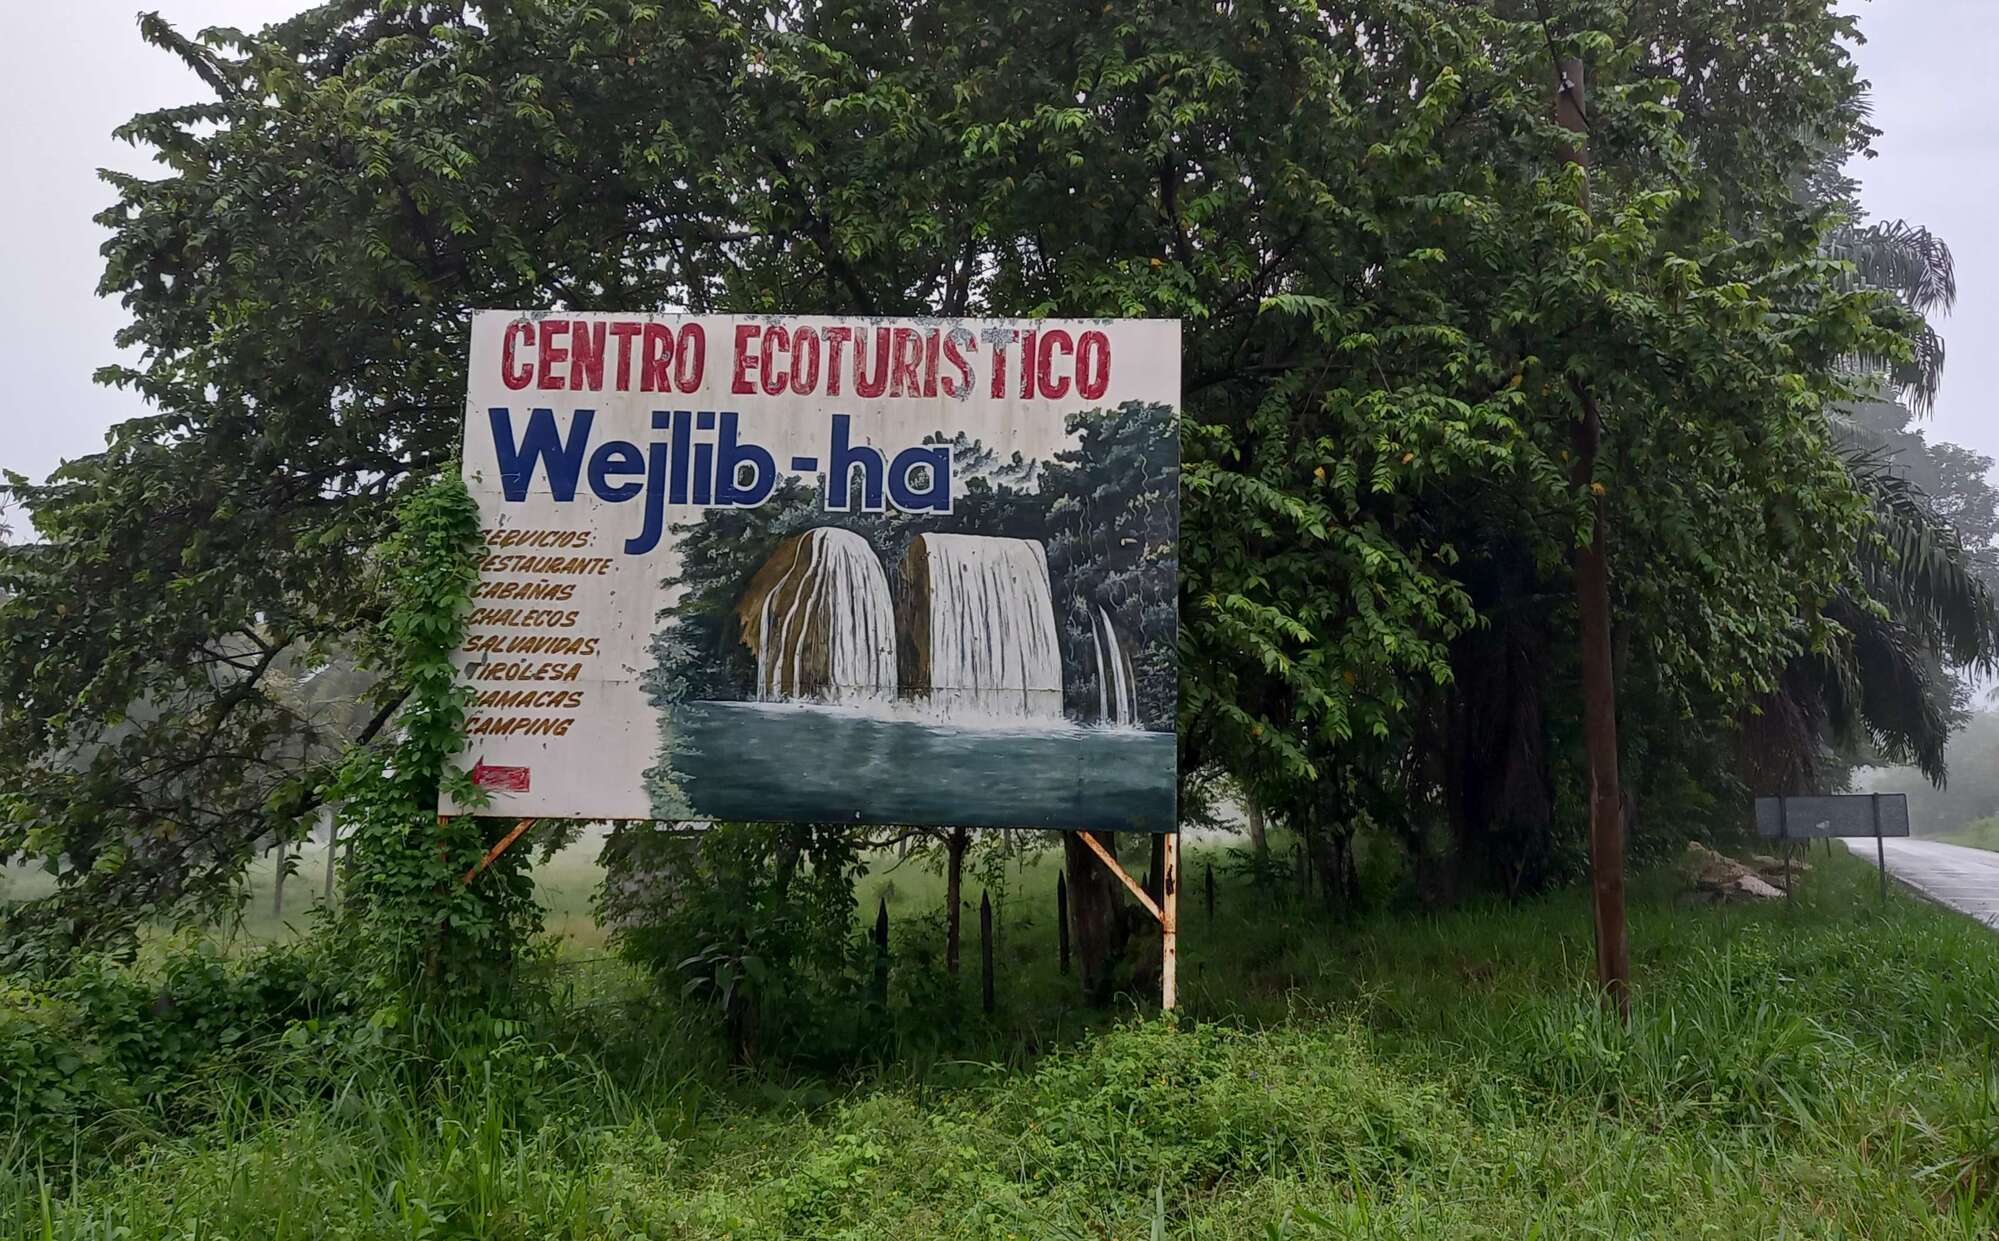 CENTRO ECOTURISTICO
Wejlib-ha
SERVICIOS:
RESTAURANTE.
CABAÑAS
CHALECOS
SALVAVIDAS,
TIROLESA
HAMACAS
CAMPING